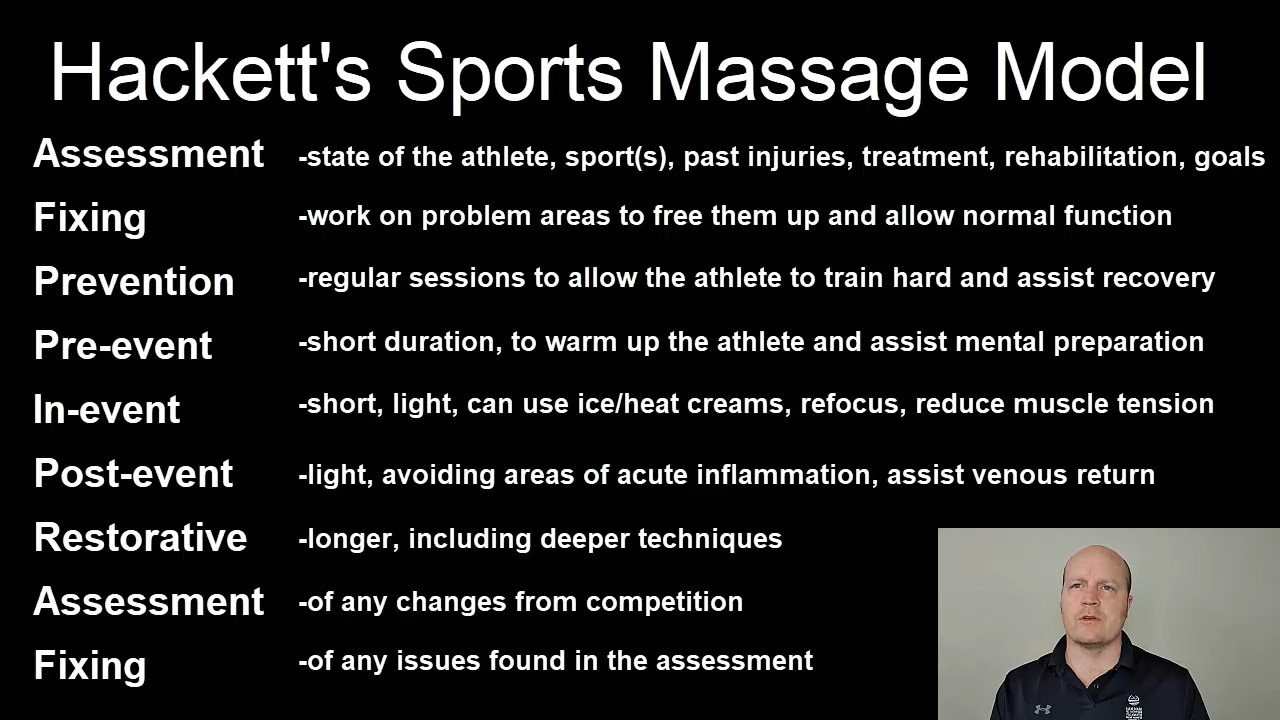 Hackett's Sports Massage Model
Assessment -state of the athlete, sport(s), past injuries, treatment, rehabilitation, goals
Fixing -work on problem areas to free them up and allow normal function
Prevention -regular sessions to allow the athlete to train hard and assist recovery
Pre-event -short duration, to warm up the athlete and assist mental preparation
In-event -short, light, can use ice/heat creams, refocus, reduce muscle tension
Post-event -light, avoiding areas of acute inflammation, assist venous return
Restorative -longer, including deeper techniques
Assessment -of any changes from competition
Fixing -of any issues found in the assessment